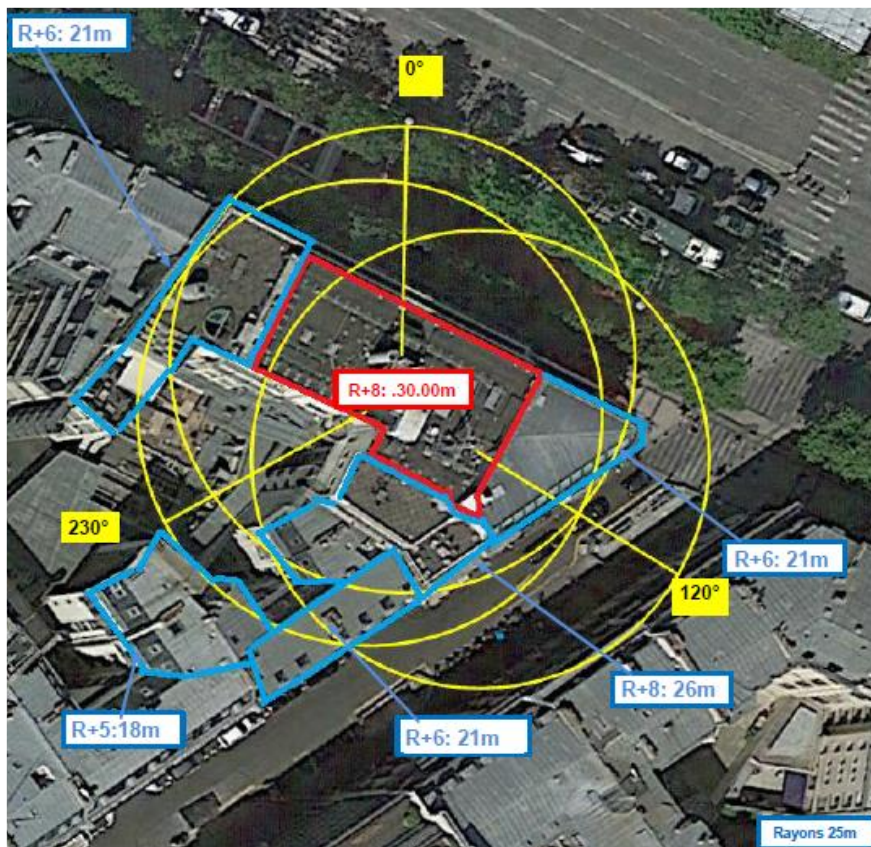 R+6: 21m
0°
R+8: .30.00m
230°
R+6: 21m
120°
R+8: 26m
R+5:18m
R+6: 21m
Rayons 25m